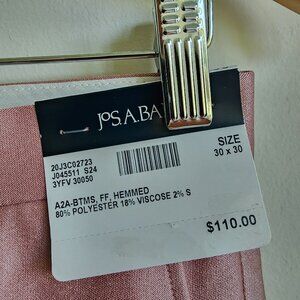 JoS.A.BA
20J3C02723
J045511 S24
3YFV 30050
SIZE
30 x 30
A2A-BTMS, FF, HEMMED
80% POLYESTER 18% VISCOSE 2% S
$110.00